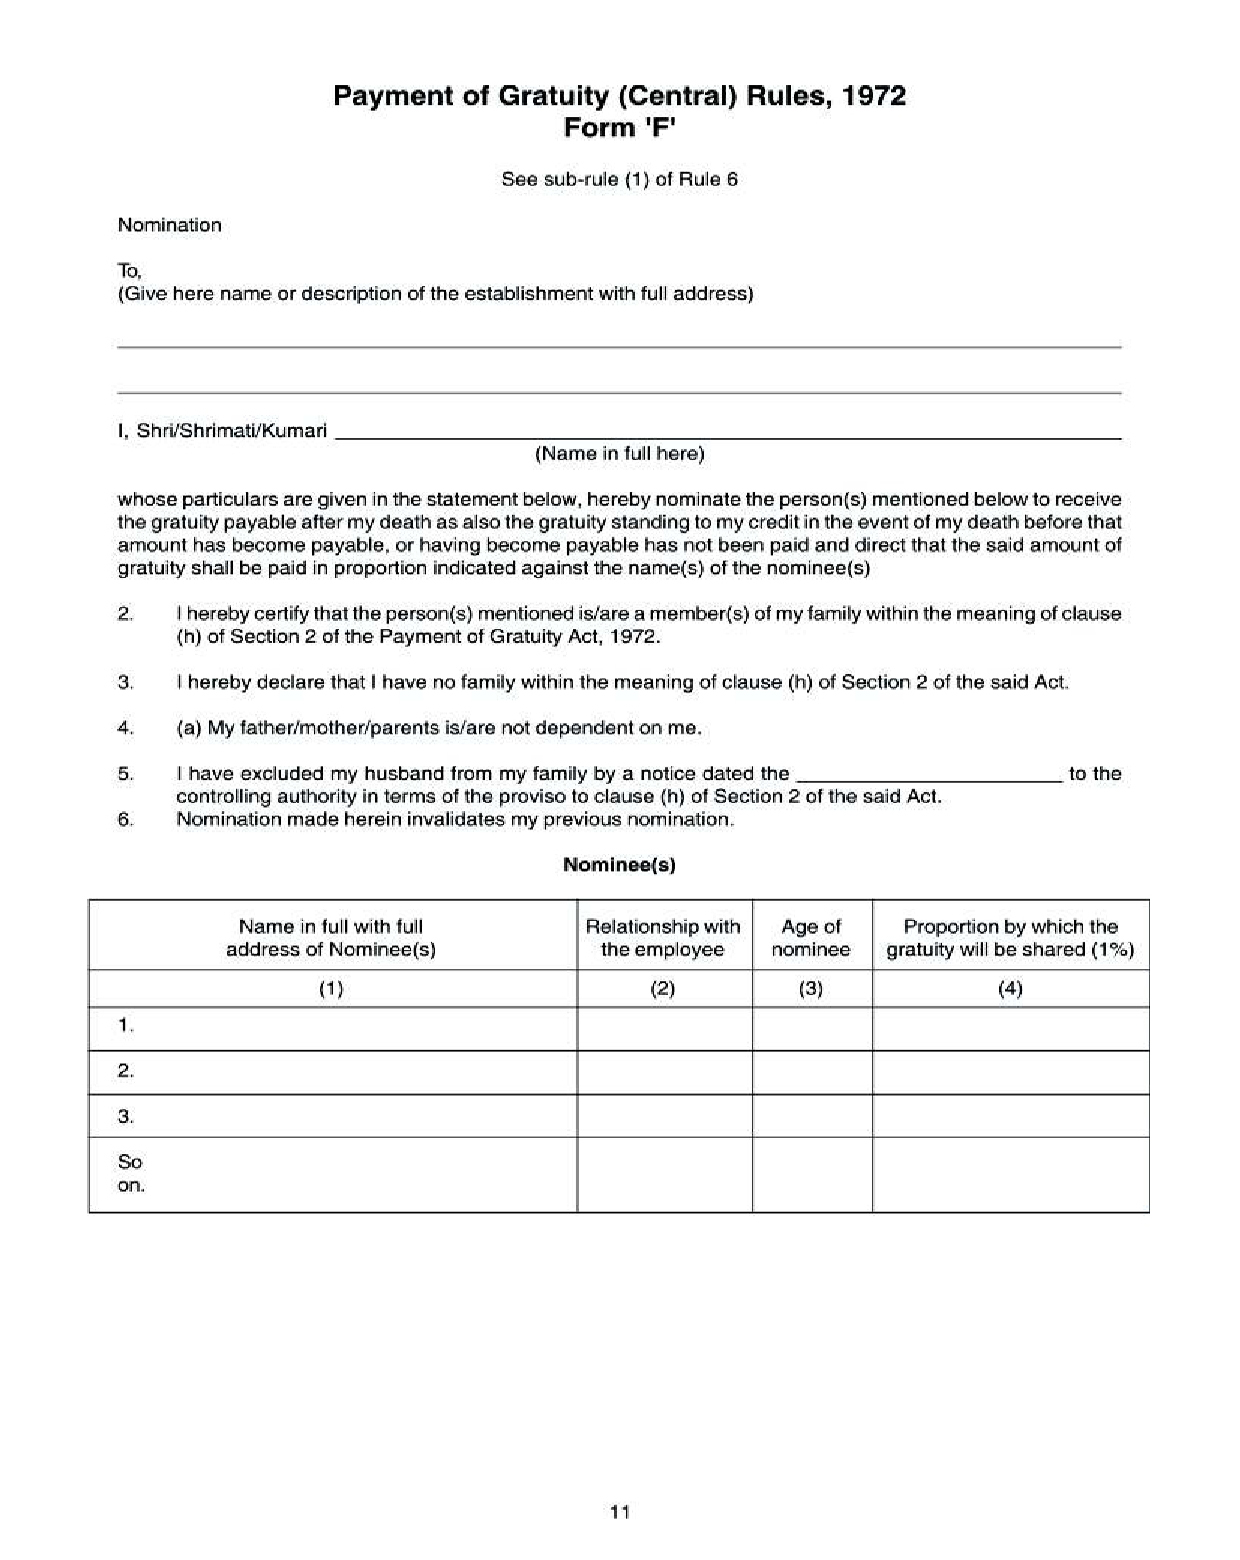 Payment of Gratuity (Central) Rules, 1972
Form 'F'
See sub-rule (1) of Rule 6
Nomination
To,
(Give here name or description of the establishment with full address)
I, Shri/Shrimati/Kumari
(Name in full here)
whose particulars are given in the statement below, hereby nominate the person(s) mentioned below to receive
the gratuity payable after my death as also the gratuity standing to my credit in the event of my death before that
amount has become payable, or having become payable has not been paid and direct that the said amount of
gratuity shall be paid in proportion indicated against the name(s) of the nominee(s)
2. I hereby certify that the person(s) mentioned is/are a member(s) of my family within the meaning of clause
(h) of Section 2 of the Payment of Gratuity Act, 1972.
3. I hereby declare that I have no family within the meaning of clause (h) of Section 2 of the said Act.
4. (a) My father/mother/parents is/are not dependent on me.
5. I have excluded my husband from my family by a notice dated the to the
controlling authority in terms of the proviso to clause (h) of Section 2 of the said Act.
6. Nomination made herein invalidates my previous nomination.
Nominee(s)
Name in full with full Relationship with Age of Proportion by which the
address of Nominee(s) the employee nominee gratuity will be shared (1%)
(1) (2) (3) (4)
1.
2.
3.
So
on.
11